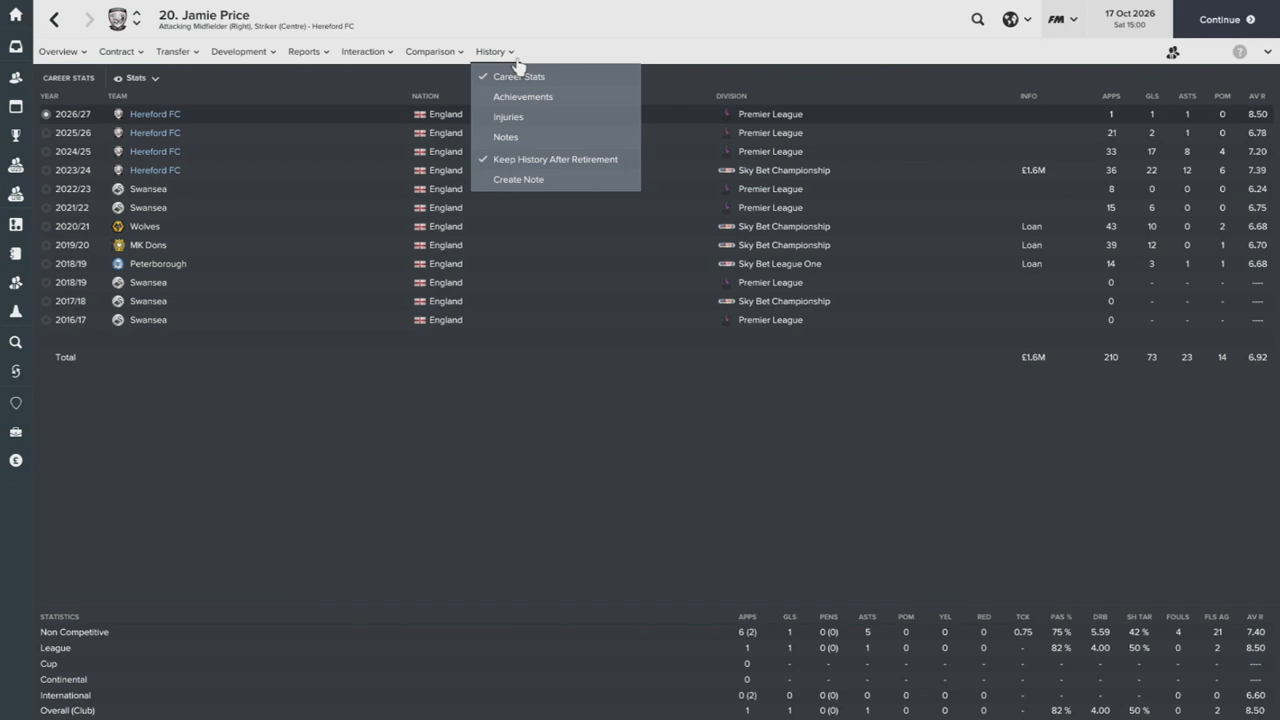 20. Jamie Price
Attacking Midfielder (Right), Striker (Centre) - Hereford FC
FM
17 Oct 2026
Sat 15:00
Continue
Overview Contract Transfer Development Reports Interaction Comparison History
CAREER STATS Stats
Career Stats
Achievements
Injuries
Notes
Keep History After Retirement
Create Note
YEAR TEAM NATION DIVISION INFO APPS GLS ASTS POM AV R
2026/27 Hereford FC England Premier League 1 1 1 0 8.50
2025/26 Hereford FC England Premier League 21 2 1 0 6.78
2024/25 Hereford FC England Premier League 33 17 8 4 7.20
2023/24 Hereford FC England Sky Bet Championship £1.6M 36 22 12 6 7.39
2022/23 Swansea England Premier League 8 0 0 0 6.24
2021/22 Swansea England Premier League 15 6 0 0 6.75
2020/21 Wolves England Sky Bet Championship Loan 43 10 0 2 6.68
2019/20 MK Dons England Sky Bet Championship Loan 39 12 0 1 6.70
2018/19 Peterborough England Sky Bet League One Loan 14 3 1 1 6.68
2018/19 Swansea England Premier League 0 - - - ----
2017/18 Swansea England Sky Bet Championship 0 - - - ----
2016/17 Swansea England Premier League 0 - - - ----
Total £1.6M 210 73 23 14 6.92
STATISTICS APPS GLS PENS ASTS POM YEL RED TCK PAS % DRB SH TAR FOULS FLS AG AV R
Non Competitive 6 (2) 1 0 (0) 5 0 0 0 0.75 75 % 5.59 42 % 4 21 7.40
League 1 1 0 (0) 1 0 0 0 - 82 % 4.00 50 % 0 2 8.50
Cup 0 - - - - - - - - - - - - ----
Continental 0 - - - - - - - - - - - - ----
International 0 (2) 0 0 (0) 0 0 0 0 - - - - 0 0 6.60
Overall (Club) 1 1 0 (0) 1 0 0 0 - 82 % 4.00 50 % 0 2 8.50